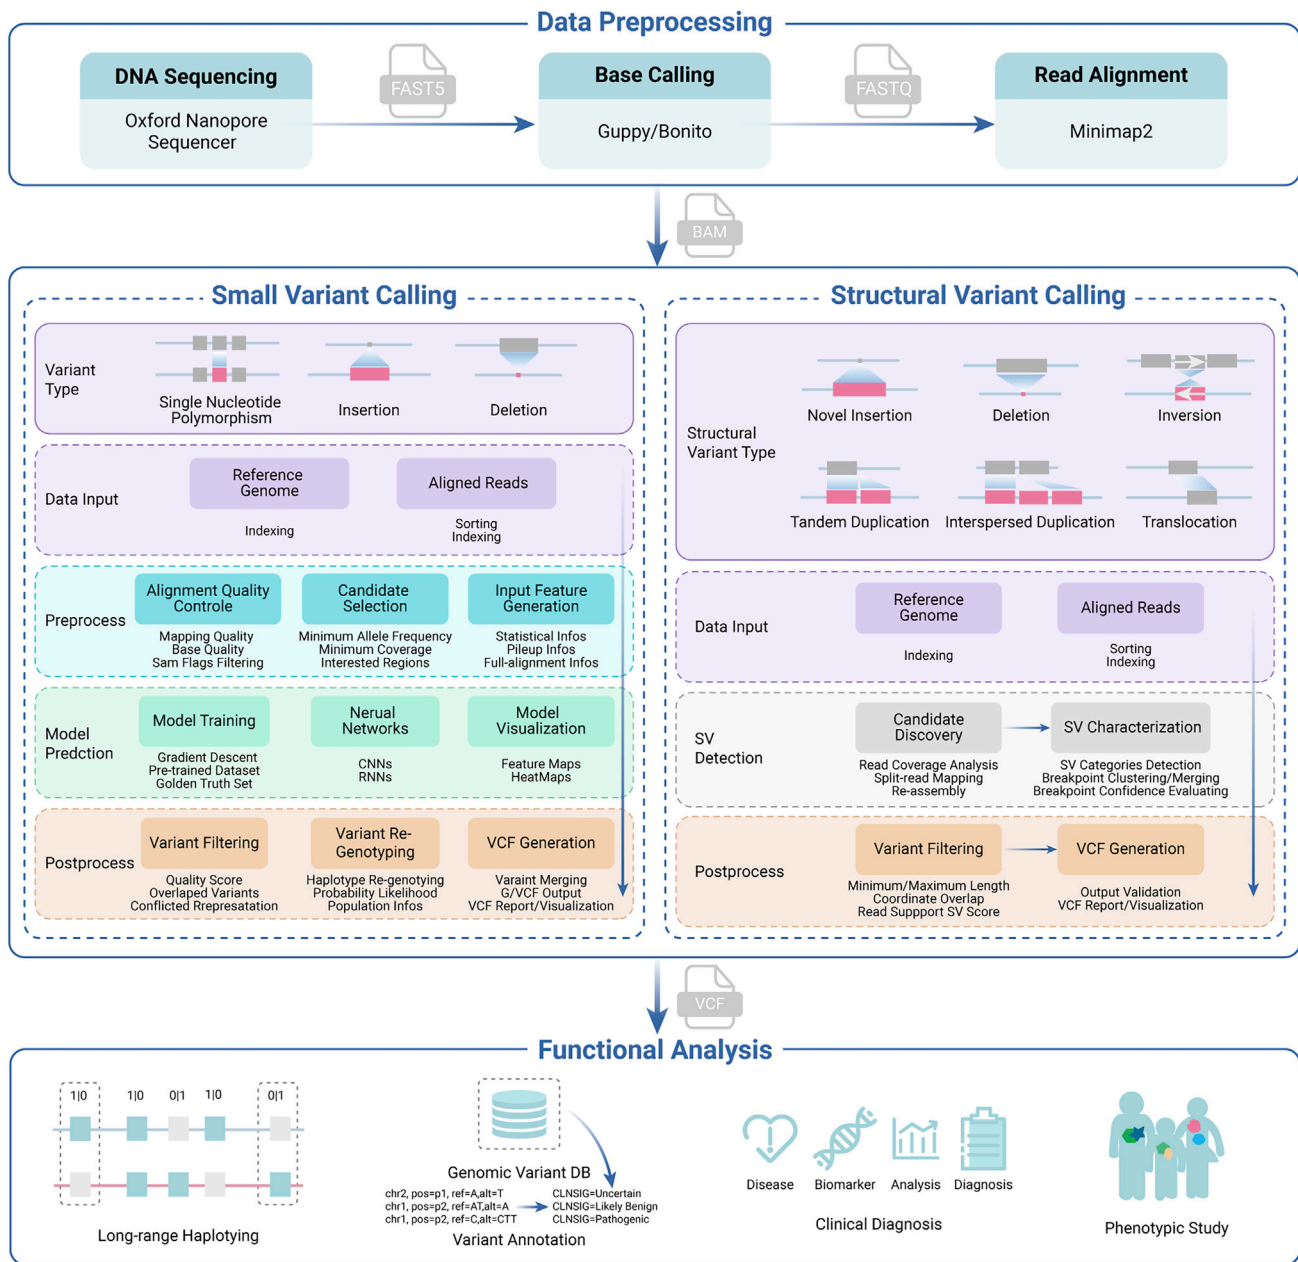 Data Preprocessing
DNA Sequencing
Oxford Nanopore
Sequencer
FAST5
Base Calling
Guppy/Bonito
FASTQ
Read Alignment
Minimap2
BAM
Small Variant Calling
Variant
Type
Single Nucleotide
Polymorphism
Insertion
Deletion
Data Input
Reference
Genome
Indexing
Aligned Reads
Sorting
Indexing
Preprocess
Alignment Quality
Controle
Mapping Quality
Base Quality
Sam Flags Filtering
Candidate
Selection
Minimum Allele Frequency
Minimum Coverage
Interested Regions
Input Feature
Generation
Statistical Infos
Pileup Infos
Full-alignment Infos
Model
Predction
Model Training
Gradient Descent
Pre-trained Dataset
Golden Truth Set
Nerual
Networks
CNNs
RNNs
Model
Visualization
Feature Maps
HeatMaps
Postprocess
Variant Filtering
Quality Score
Overlaped Variants
Conflicted Rrepresatation
Variant Re-
Genotyping
Haplotype Re-genotying
Probability Likelihood
Population Infos
VCF Generation
Varaint Merging
G/VCF Output
VCF Report/Visualization
Structural Variant Calling
Structural
Variant Type
Novel Insertion
Deletion
Inversion
Tandem Duplication
Interspersed Duplication
Translocation
Data Input
Reference
Genome
Indexing
Aligned Reads
Sorting
Indexing
SV
Detection
Candidate
Discovery
Read Coverage Analysis
Split-read Mapping
Re-assembly
SV Characterization
SV Categories Detection
Breakpoint Clustering/Merging
Breakpoint Confidence Evaluating
Postprocess
Variant Filtering
Minimum/Maximum Length
Coordinate Overlap
Read Suppport SV Score
VCF Generation
Output Validation
VCF Report/Visualization
VCF
Functional Analysis
1|0 1|0 0|1 1|0 0|1
Long-range Haplotying
Genomic Variant DB
chr2, pos=p1, ref=A,alt=T CLNSIG=Uncertain
chr1, pos=p2, ref=AT,alt=A CLNSIG=Likely Benign
chr1, pos=p2, ref=C,alt=CTT CLNSIG=Pathogenic
Variant Annotation
Disease
Biomarker
Analysis
Diagnosis
Clinical Diagnosis
Phenotypic Study